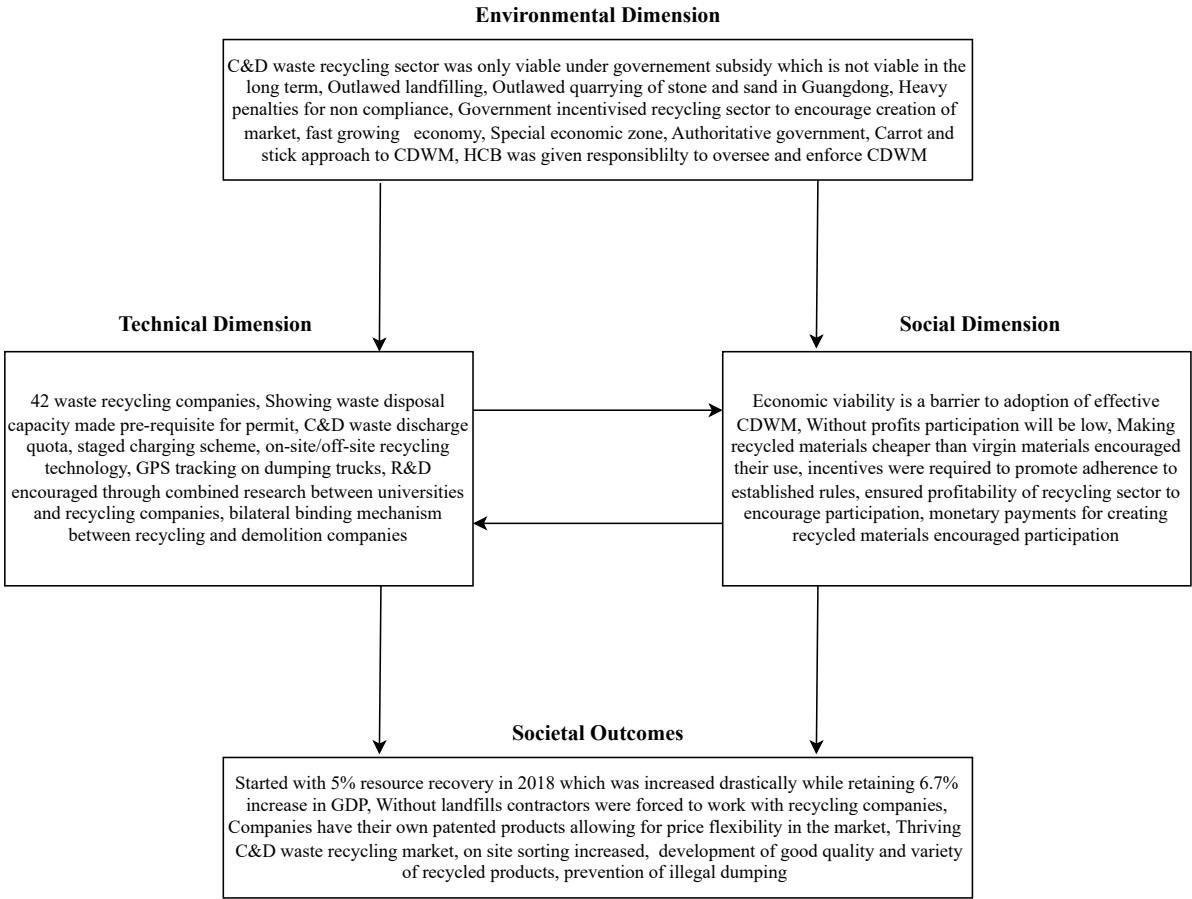 Environmental Dimension
C&D waste recycling sector was only viable under governement subsidy which is not viable in the
long term, Outlawed landfilling, Outlawed quarrying of stone and sand in Guangdong, Heavy
penalties for non compliance, Government incentivised recycling sector to encourage creation of
market, fast growing economy, Special economic zone, Authoritative government, Carrot and
stick approach to CDWM, HCB was given responsiblilty to oversee and enforce CDWM
Technical Dimension
42 waste recycling companies, Showing waste disposal
capacity made pre-requisite for permit, C&D waste discharge
quota, staged charging scheme, on-site/off-site recycling
technology, GPS tracking on dumping trucks, R&D
encouraged through combined research between universities
and recycling companies, bilateral binding mechanism
between recycling and demolition companies
Social Dimension
Economic viability is a barrier to adoption of effective
CDWM, Without profits participation will be low, Making
recycled materials cheaper than virgin materials encouraged
their use, incentives were required to promote adherence to
established rules, ensured profitability of recycling sector to
encourage participation, monetary payments for creating
recycled materials encouraged participation
Societal Outcomes
Started with 5% resource recovery in 2018 which was increased drastically while retaining 6.7%
increase in GDP, Without landfills contractors were forced to work with recycling companies,
Companies have their own patented products allowing for price flexibility in the market, Thriving
C&D waste recycling market, on site sorting increased, development of good quality and variety
of recycled products, prevention of illegal dumping